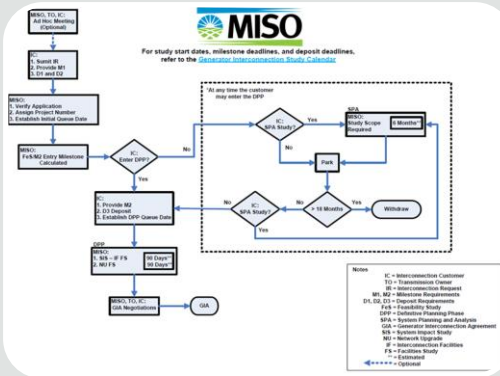 MISO, TO, IC:
Ad Hoc Meeting
(Optional)
MISO
For study start dates, milestone deadlines, and deposit deadlines,
refer to the Generator Interconnection Study Calendar
IC:
1. Sumit IR
2. Provide M1
3. D1 and D2
MISO:
1. Verify Application
2. Assign Project Number
3. Establish Initial Queue Date
MISO:
FeS/M2 Entry Milestone
Calculated
IC:
Enter DPP?
No
Yes
*At any time the customer
may enter the DPP
IC:
SPA Study?
Yes
No
SPA
MISO:
Study Scope
Required
6 Months**
Park
> 18 Months
No
Yes
Withdraw
IC:
SPA Study?
No
Yes
IC:
1. Provide M2
2. D3 Deposit
3. Establish DPP Queue Date
DPP
MISO:
1. SIS – IF FS
2. NU FS
90 Days**
90 Days**
MISO, TO, IC:
GIA Negotiations
GIA
Notes
IC = Interconnection Customer
TO = Transmission Owner
IR = Interconnection Request
M1, M2 = Milestone Requirements
D1, D2, D3 = Deposit Requirements
FeS = Feasibility Study
DPP = Definitive Planning Phase
SPA = System Planning and Analysis
GIA = Generator Interconnection Agreement
SIS = System Impact Study
NU = Network Upgrade
IF = Interconnection Facilities
FS = Facilities Study
** = Estimated
= Optional